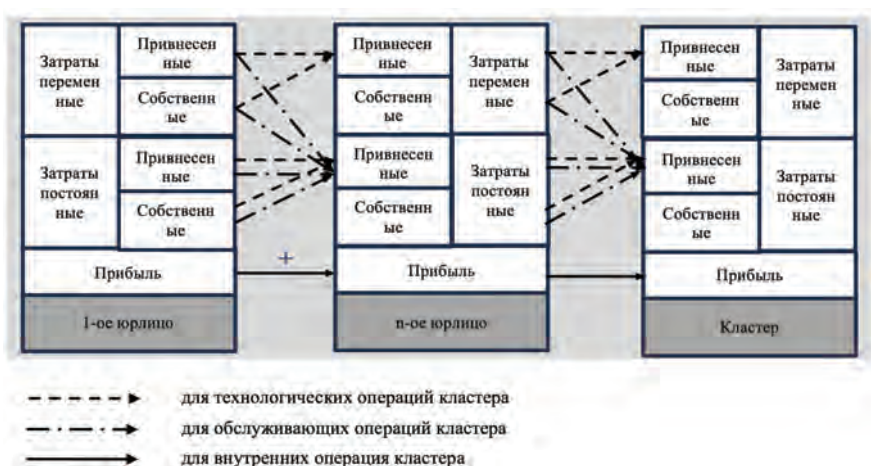 Затраты
перемен
ные
Привнесен
ные
Собственн
ые
Затраты
постоян
ные
Привнесен
ные
Собственн
ые
Прибыль
1-ое юрлицо
+
Привнесен
ные
Собственн
ые
Затраты
перемен
ные
Привнесен
ные
Собственн
ые
Затраты
постоян
ные
Прибыль
n-ое юрлицо
Привнесен
ные
Собственн
ые
Затраты
перемен
ные
Привнесен
ные
Собственн
ые
Затраты
постоян
ные
Прибыль
Кластер
для технологических операций кластера
для обслуживающих операций кластера
для внутренних операция кластера